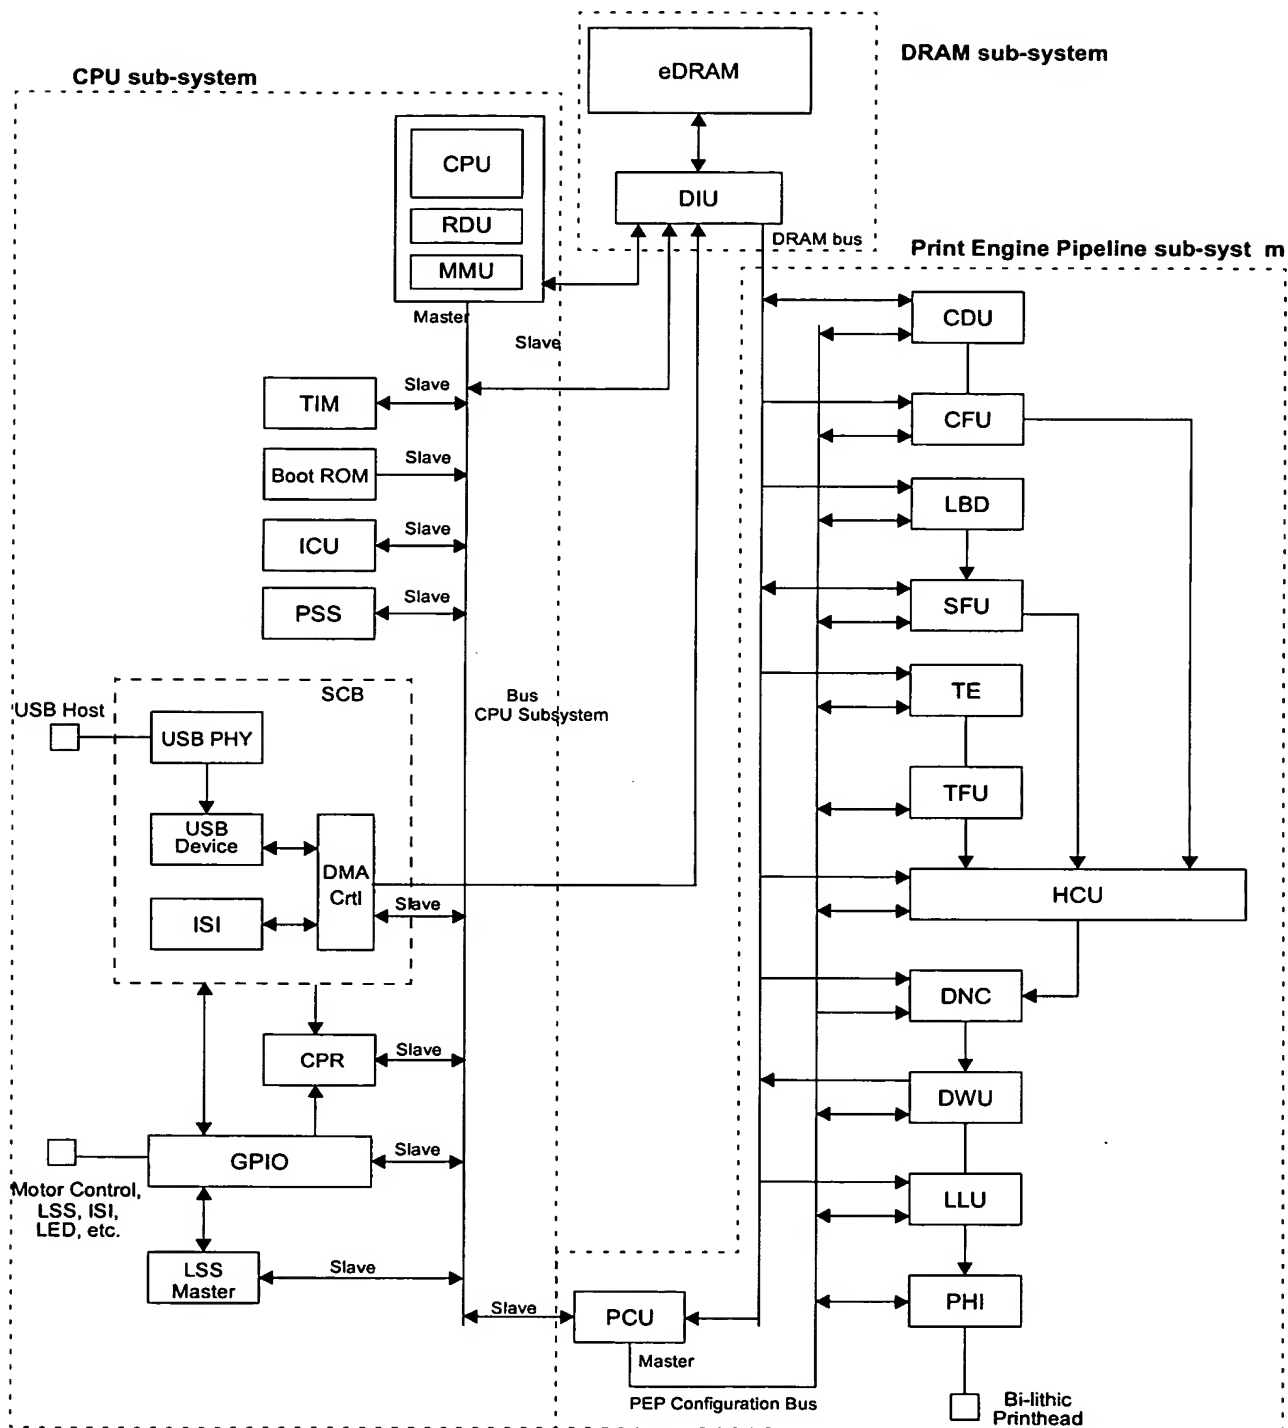 CPU sub-system
DRAM sub-system
eDRAM
CPU
RDU
MMU
DIU
DRAM bus
Print Engine Pipeline sub-syst m
Master
Slave
CDU
TIM
Slave
CFU
Boot ROM
Slave
LBD
ICU
Slave
PSS
Slave
SFU
SCB
Bus
CPU Subsystem
TE
USB Host
USB PHY
USB
Device
DMA
Crtl
TFU
ISI
Slave
HCU
DNC
CPR
Slave
DWU
GPIO
Slave
Motor Control,
LSS, ISI,
LED, etc.
LLU
LSS
Master
Slave
Slave
PCU
PHI
Master
PEP Configuration Bus
Bi-lithic
Printhead